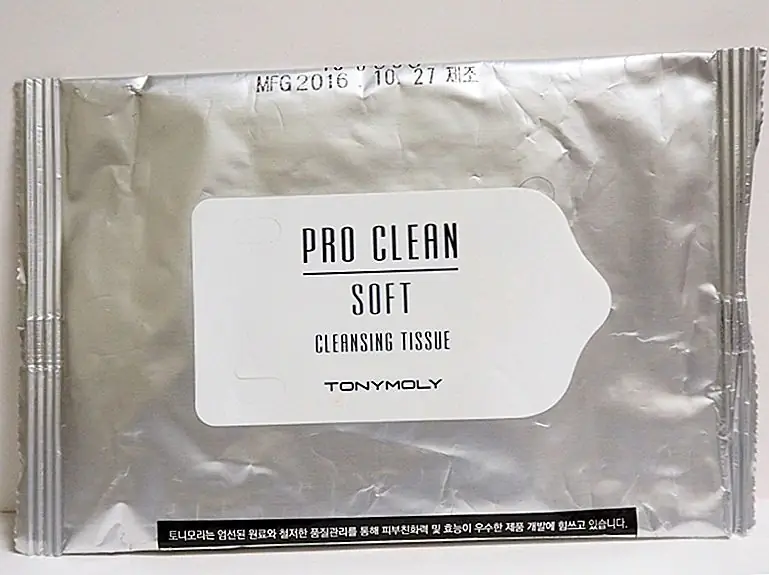 MFG 2016 . 10. 27 제조
PRO CLEAN
SOFT
CLEANSING TISSUE
TONYMOLY
토니모리는 엄선된 원료와 철저한 품질관리를 통해 피부친화력 및 효능이 우수한 제품 개발에 힘쓰고 있습니다.